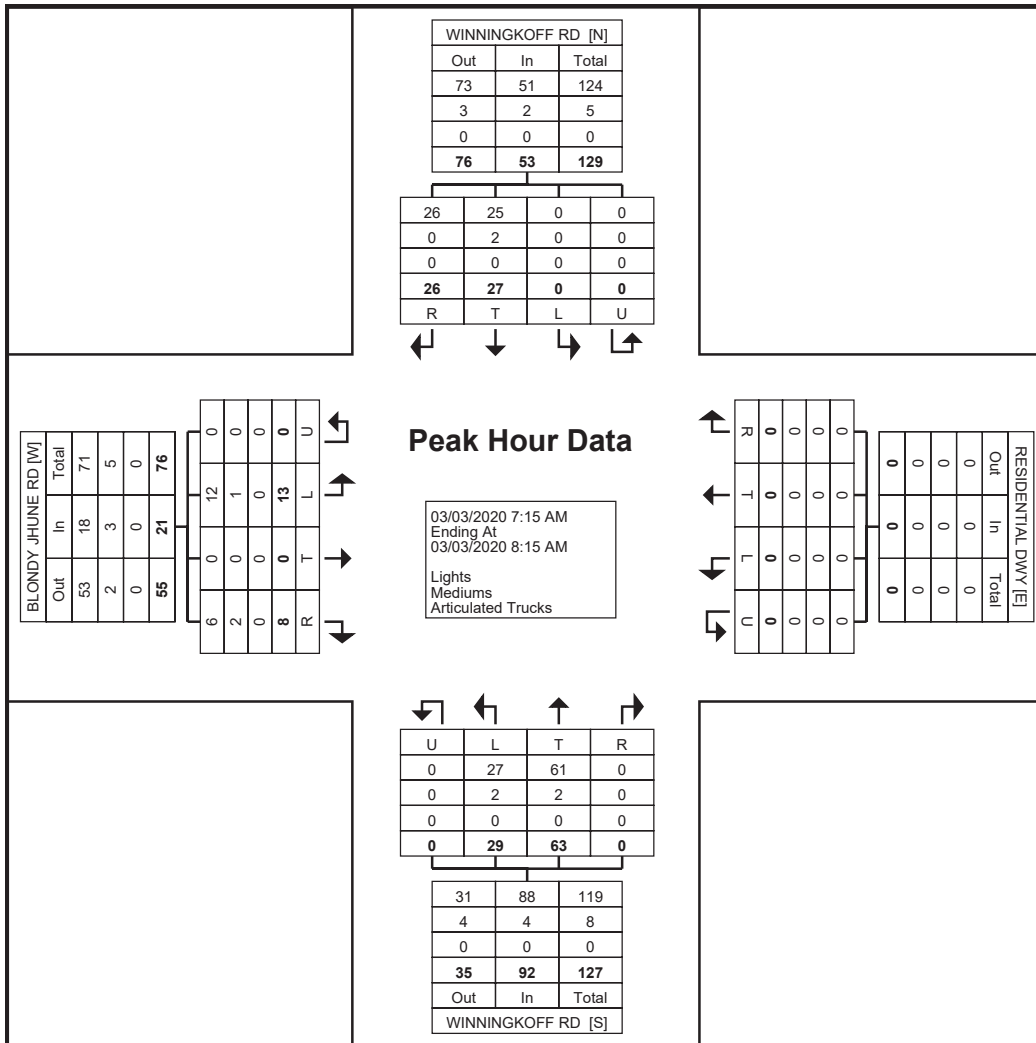 WINNINGKOFF RD [N]
Out In Total
73 51 124
3 2 5
0 0 0
76 53 129
26 25 0 0
0 2 0 0
0 0 0 0
26 27 0 0
R T L U
BLONDY JHUNE RD [W]
Total In Out
71 18 53
5 3 2
0 0 0
76 21 55
0 12 0 6
0 1 0 2
0 0 0 0
0 13 0 8
U L T R
Peak Hour Data
03/03/2020 7:15 AM
Ending At
03/03/2020 8:15 AM
Lights
Mediums
Articulated Trucks
R T L U
0 0 0 0
0 0 0 0
0 0 0 0
0 0 0 0
RESIDENTIAL DWY [E]
Out In Total
0 0 0
0 0 0
0 0 0
0 0 0
U L T R
0 27 61 0
0 2 2 0
0 0 0 0
0 29 63 0
31 88 119
4 4 8
0 0 0
35 92 127
Out In Total
WINNINGKOFF RD [S]